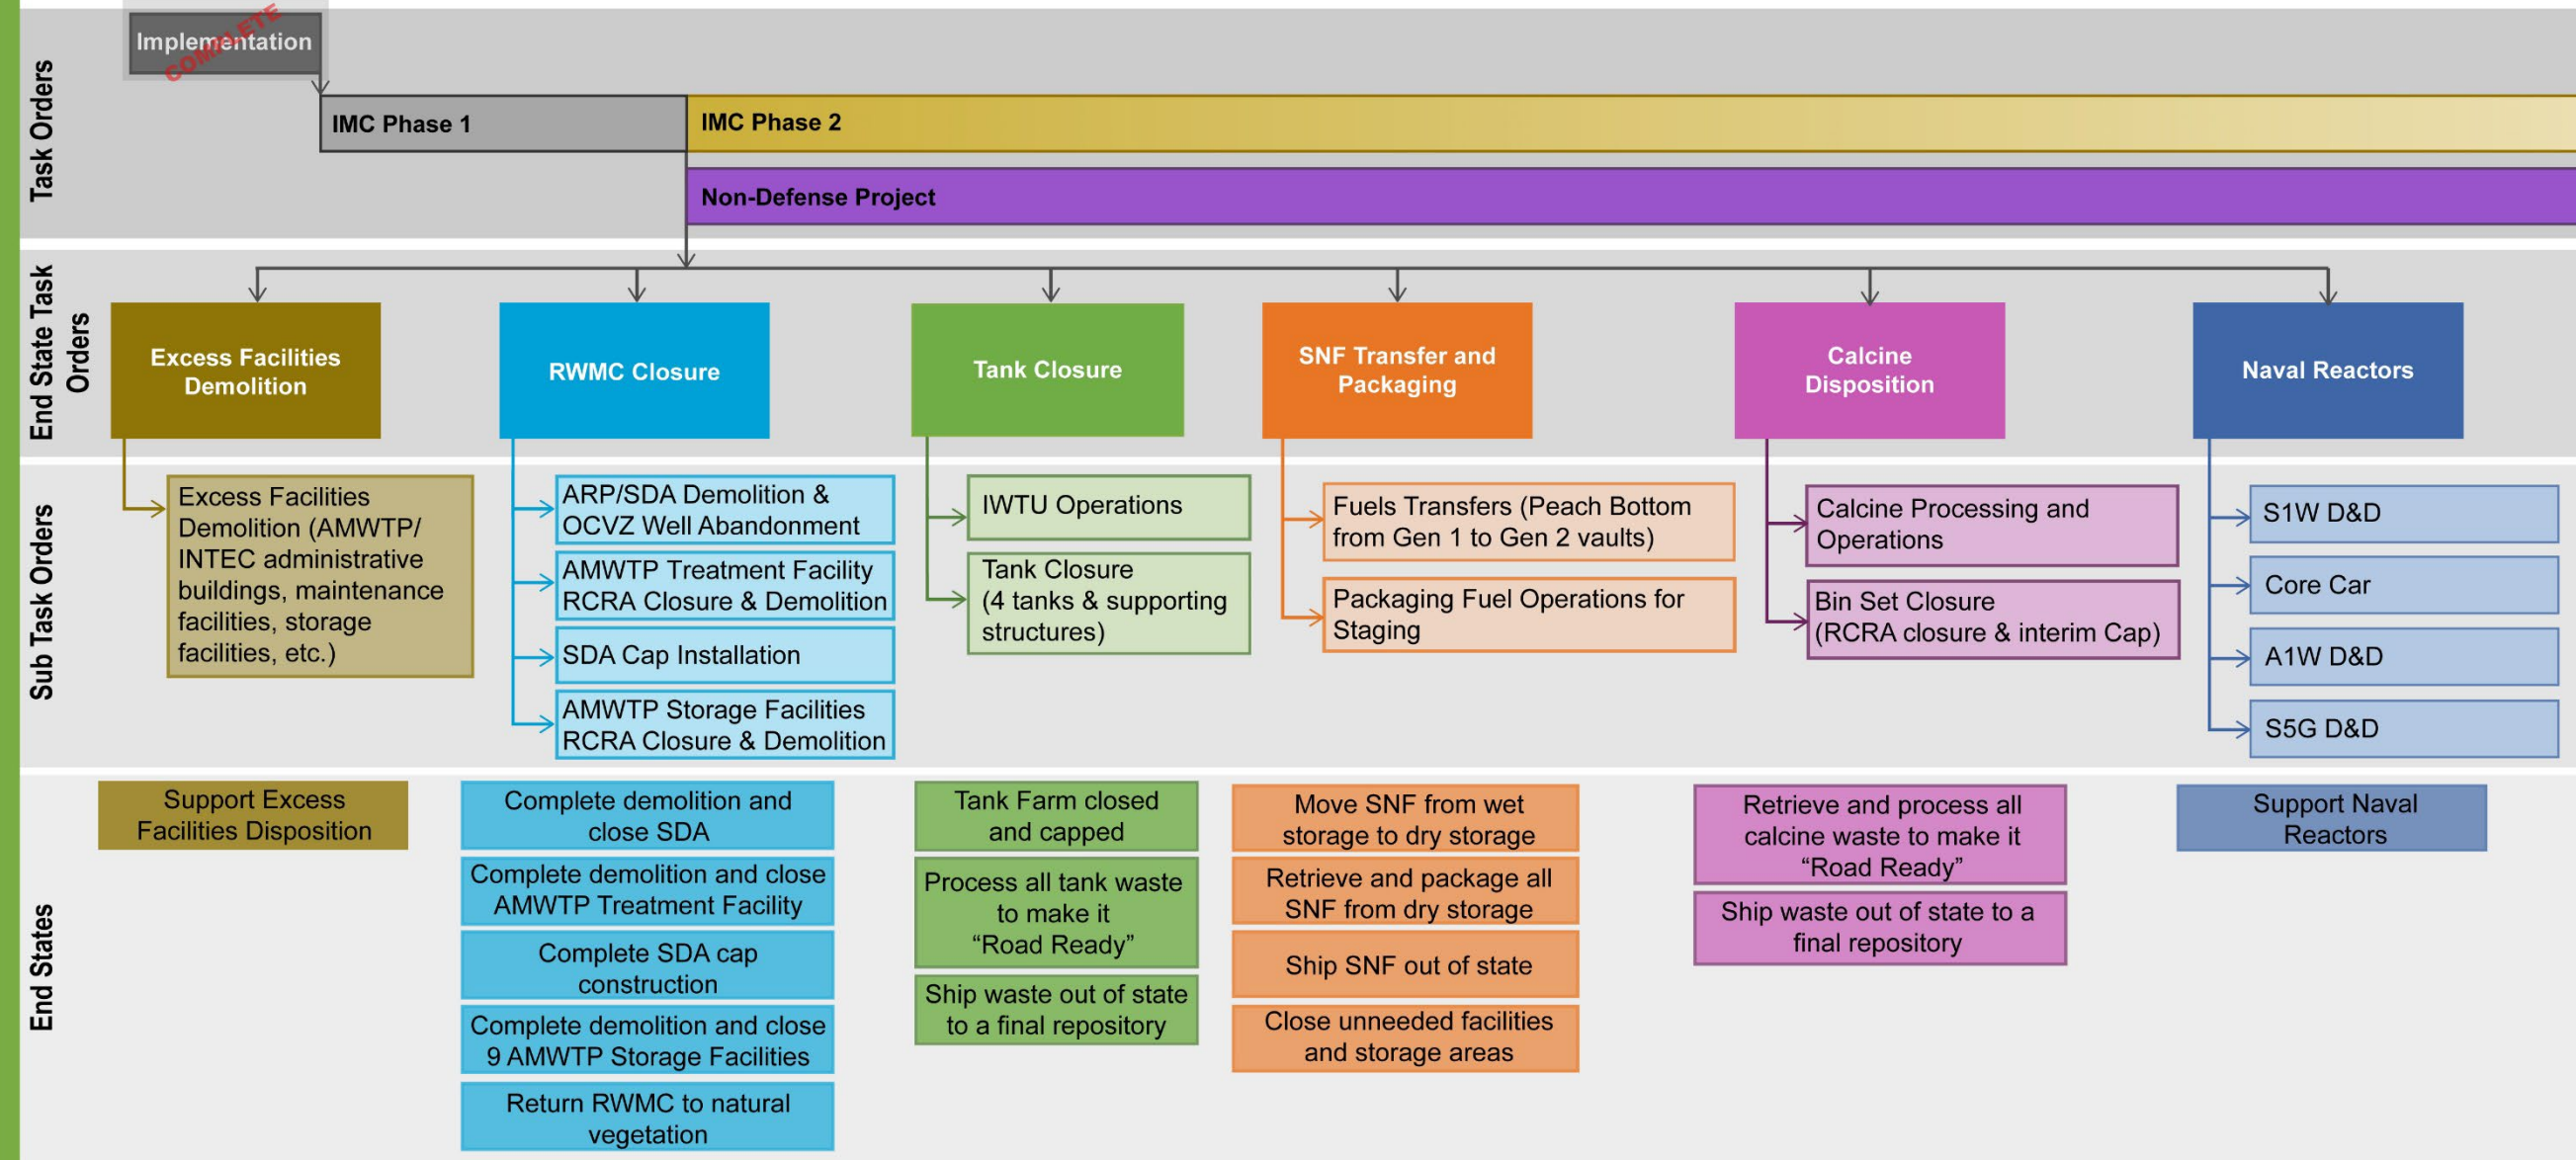 Task Orders
Implementation
COMPLETE
IMC Phase 1
IMC Phase 2
Non-Defense Project
End State Task
Orders
Excess Facilities
Demolition
RWMC Closure
Tank Closure
SNF Transfer and
Packaging
Calcine
Disposition
Naval Reactors
Sub Task Orders
Excess Facilities
Demolition (AMWTP/
INTEC administrative
buildings, maintenance
facilities, storage
facilities, etc.)
ARP/SDA Demolition &
OCVZ Well Abandonment
AMWTP Treatment Facility
RCRA Closure & Demolition
SDA Cap Installation
AMWTP Storage Facilities
RCRA Closure & Demolition
IWTU Operations
Tank Closure
(4 tanks & supporting
structures)
Fuels Transfers (Peach Bottom
from Gen 1 to Gen 2 vaults)
Packaging Fuel Operations for
Staging
Calcine Processing and
Operations
Bin Set Closure
(RCRA closure & interim Cap)
S1W D&D
Core Car
A1W D&D
S5G D&D
End States
Support Excess
Facilities Disposition
Complete demolition and
close SDA
Complete demolition and close
AMWTP Treatment Facility
Complete SDA cap
construction
Complete demolition and close
9 AMWTP Storage Facilities
Return RWMC to natural
vegetation
Tank Farm closed
and capped
Process all tank waste
to make it
“Road Ready”
Ship waste out of state
to a final repository
Move SNF from wet
storage to dry storage
Retrieve and package all
SNF from dry storage
Ship SNF out of state
Close unneeded facilities
and storage areas
Retrieve and process all
calcine waste to make it
“Road Ready”
Ship waste out of state to a
final repository
Support Naval
Reactors